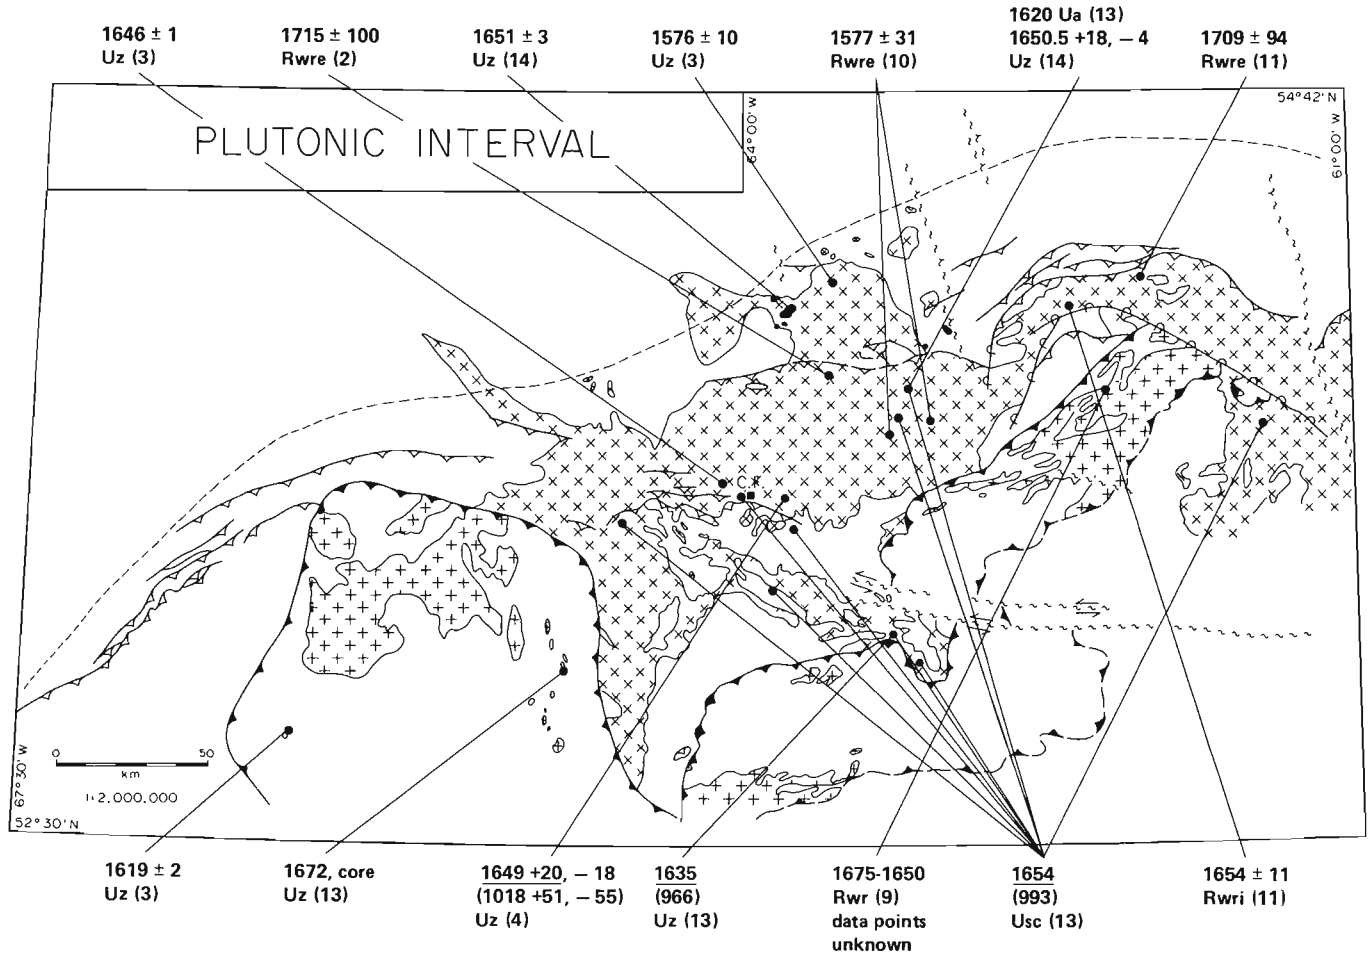 1646 ± 1
Uz (3)
1715 ± 100
Rwre (2)
1651 ± 3
Uz (14)
1576 ± 10
Uz (3)
1577 ± 31
Rwre (10)
1620 Ua (13)
1650.5 +18, − 4
Uz (14)
1709 ± 94
Rwre (11)
PLUTONIC INTERVAL
64°00' W
54°42' N
61°00' W
C.F.
67°30' W
0 50
km
1:2.000.000
52°30' N
1619 ± 2
Uz (3)
1672, core
Uz (13)
1649 +20, − 18
(1018 +51, − 55)
Uz (4)
1635
(966)
Uz (13)
1675-1650
Rwr (9)
data points
unknown
1654
(993)
Usc (13)
1654 ± 11
Rwri (11)